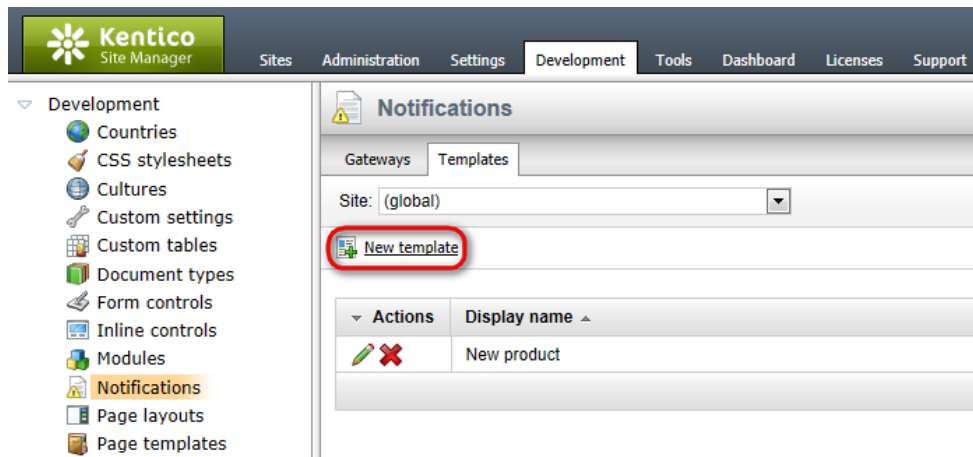 Kentico
Site Manager
Sites Administration Settings Development Tools Dashboard Licenses Support
Development
Countries
CSS stylesheets
Cultures
Custom settings
Custom tables
Document types
Form controls
Inline controls
Modules
Notifications
Page layouts
Page templates
Notifications
Gateways Templates
Site: (global)
New template
Actions Display name
New product